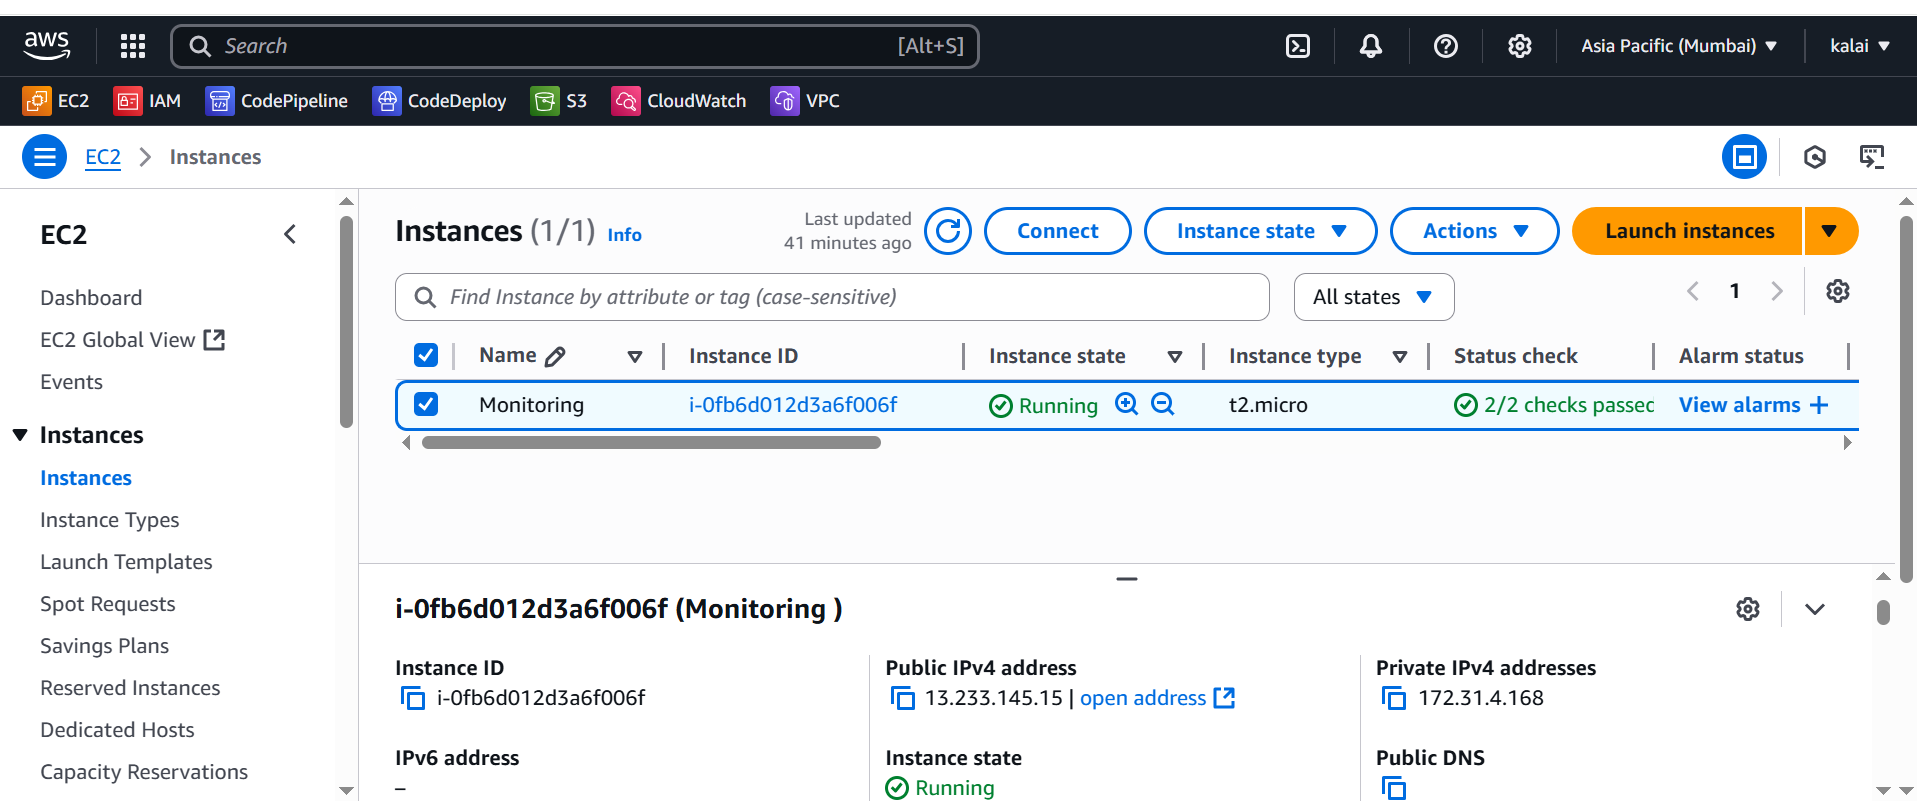 aws Search [Alt+S] Asia Pacific (Mumbai) kalai
EC2 IAM CodePipeline CodeDeploy S3 CloudWatch VPC
EC2 Instances
EC2
Dashboard
EC2 Global View
Events
Instances
Instances
Instance Types
Launch Templates
Spot Requests
Savings Plans
Reserved Instances
Dedicated Hosts
Capacity Reservations
Instances (1/1) Info
Last updated
41 minutes ago
Connect Instance state Actions Launch instances
Find Instance by attribute or tag (case-sensitive) All states 1
Name Instance ID Instance state Instance type Status check Alarm status
Monitoring i-0fb6d012d3a6f006f Running t2.micro 2/2 checks passec View alarms +
i-0fb6d012d3a6f006f (Monitoring )
Instance ID
i-0fb6d012d3a6f006f
Public IPv4 address
13.233.145.15 | open address
Private IPv4 addresses
172.31.4.168
IPv6 address
–
Instance state
Running
Public DNS